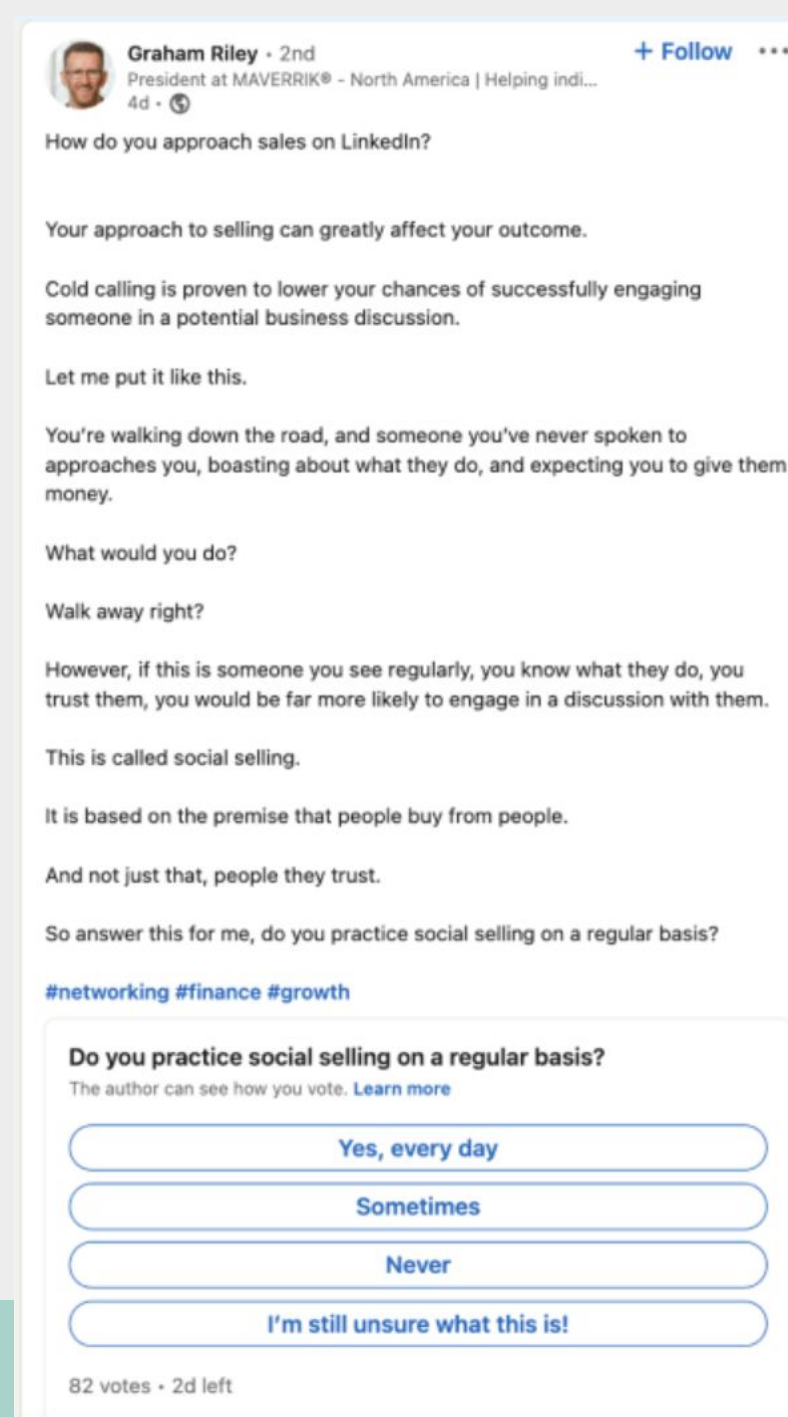 Graham Riley • 2nd
+ Follow
President at MAVERRIK® - North America | Helping indi...
4d •
How do you approach sales on LinkedIn?
Your approach to selling can greatly affect your outcome.
Cold calling is proven to lower your chances of successfully engaging
someone in a potential business discussion.
Let me put it like this.
You're walking down the road, and someone you've never spoken to
approaches you, boasting about what they do, and expecting you to give them
money.
What would you do?
Walk away right?
However, if this is someone you see regularly, you know what they do, you
trust them, you would be far more likely to engage in a discussion with them.
This is called social selling.
It is based on the premise that people buy from people.
And not just that, people they trust.
So answer this for me, do you practice social selling on a regular basis?
#networking #finance #growth
Do you practice social selling on a regular basis?
The author can see how you vote. Learn more
Yes, every day
Sometimes
Never
I'm still unsure what this is!
82 votes • 2d left